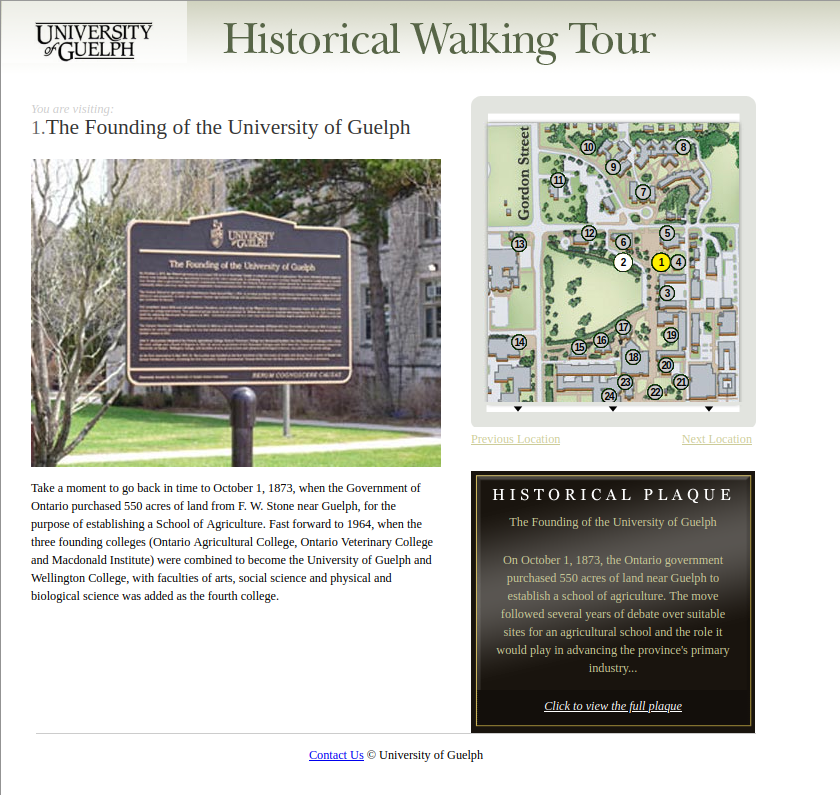 UNIVERSITY
of GUELPH
Historical Walking Tour
You are visiting:
1.The Founding of the University of Guelph
UNIVERSITY
of GUELPH
The Founding of the University of Guelph
RERUM COGNOSCERE CAUSAS
Take a moment to go back in time to October 1, 1873, when the Government of
Ontario purchased 550 acres of land from F. W. Stone near Guelph, for the
purpose of establishing a School of Agriculture. Fast forward to 1964, when the
three founding colleges (Ontario Agricultural College, Ontario Veterinary College
and Macdonald Institute) were combined to become the University of Guelph and
Wellington College, with faculties of arts, social science and physical and
biological science was added as the fourth college.
Gordon Street
10
8
9
11
7
12
5
13
6
2
1
4
3
17
19
14
16
15
18
20
23
21
22
24
Previous Location Next Location
HISTORICAL PLAQUE
The Founding of the University of Guelph
On October 1, 1873, the Ontario government
purchased 550 acres of land near Guelph to
establish a school of agriculture. The move
followed several years of debate over suitable
sites for an agricultural school and the role it
would play in advancing the province's primary
industry...
Click to view the full plaque
Contact Us © University of Guelph